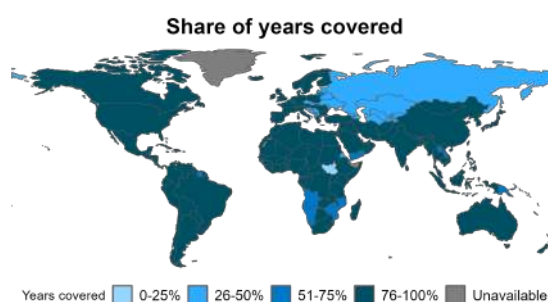 Share of years covered
Years covered 0-25% 26-50% 51-75% 76-100% Unavailable